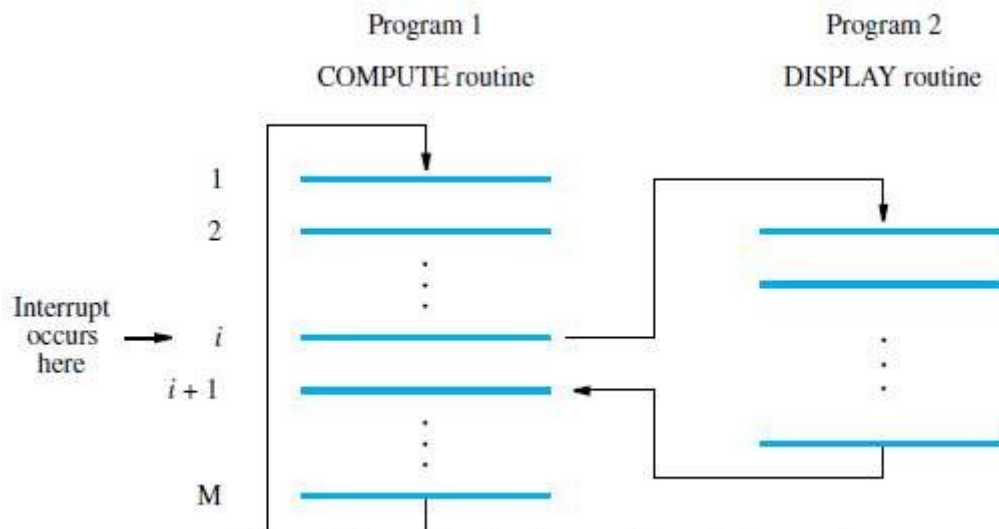 Program 1
COMPUTE routine
Program 2
DISPLAY routine
1
2
Interrupt
occurs
here
i
i + 1
M